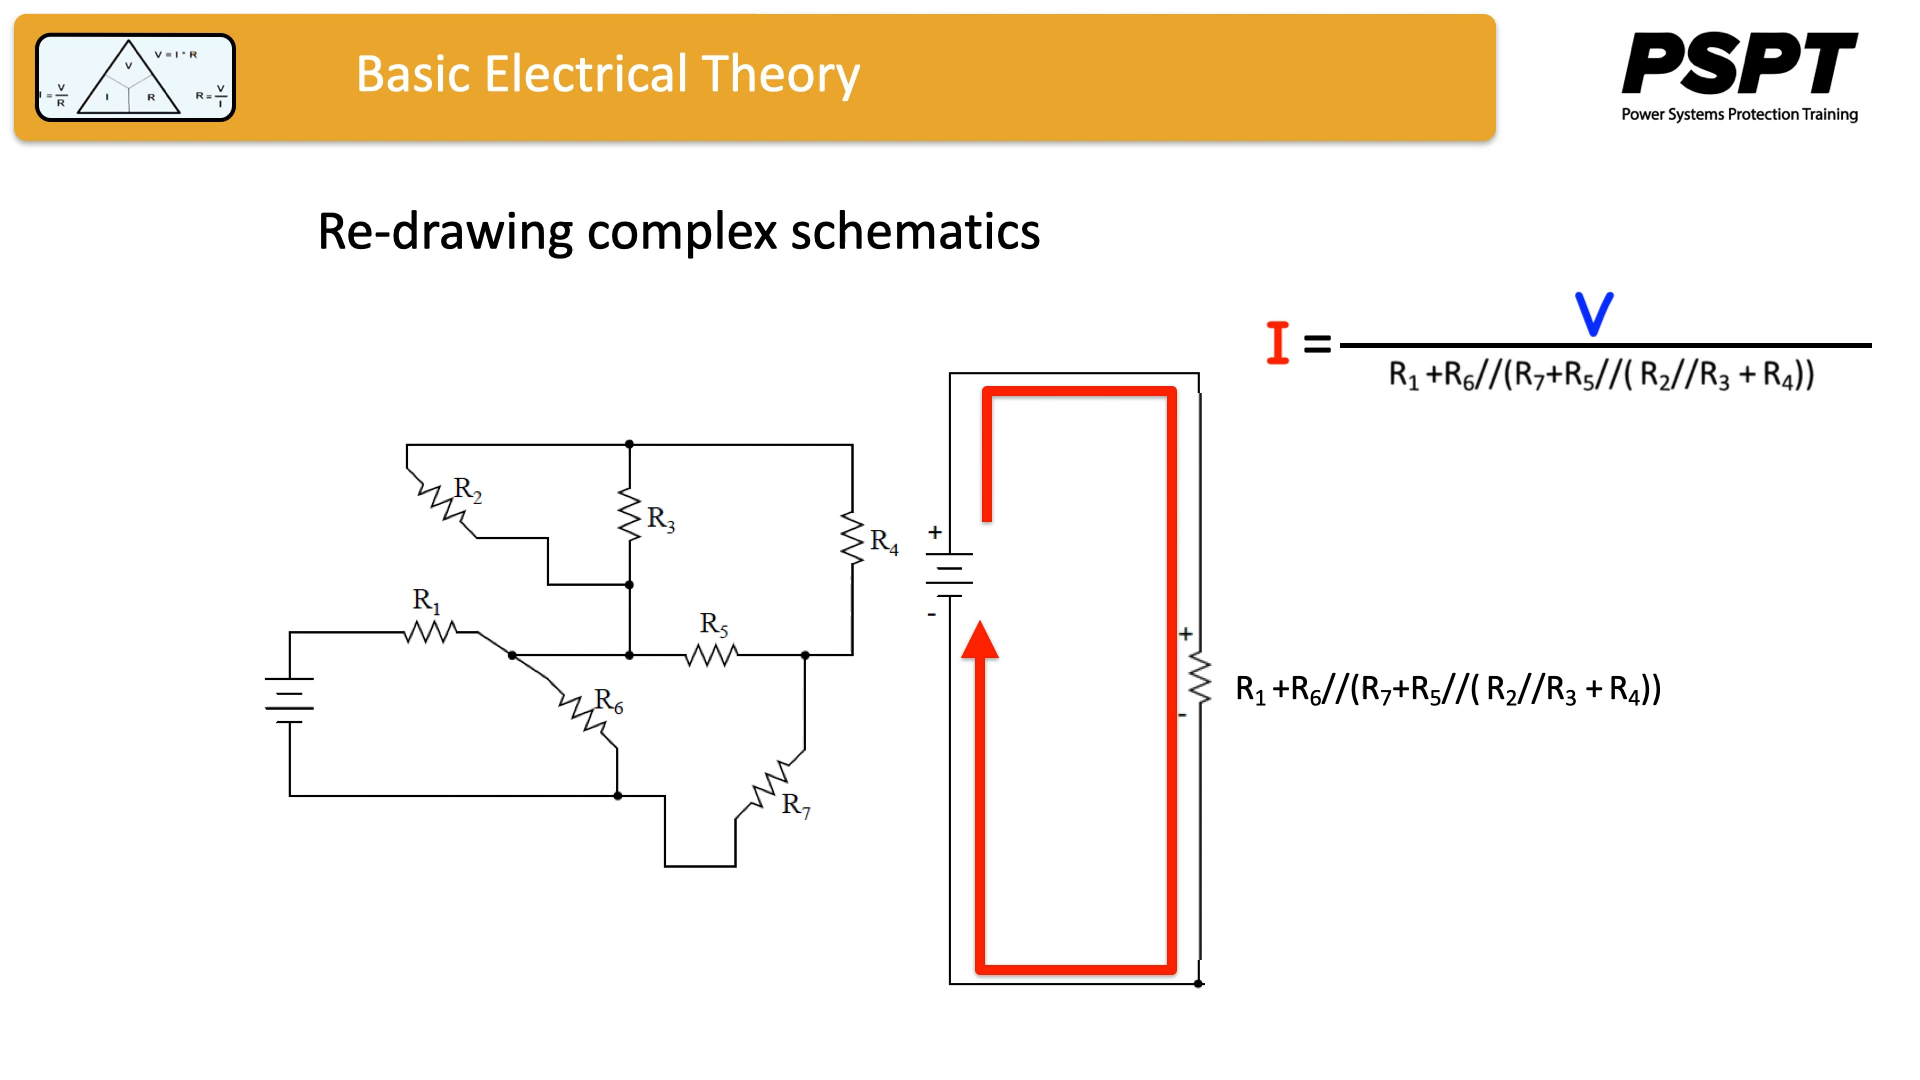 V = I * R
V
I = V/R
I
R
R = V/I
Basic Electrical Theory
PSPT
Power Systems Protection Training
Re-drawing complex schematics
I = V
R₁ +R₆//(R₇+R₅//( R₂//R₃ + R₄))
R₂
R₃
R₄
+
-
R₁
R₅
R₆
R₇
+
-
R₁ +R₆//(R₇+R₅//( R₂//R₃ + R₄))